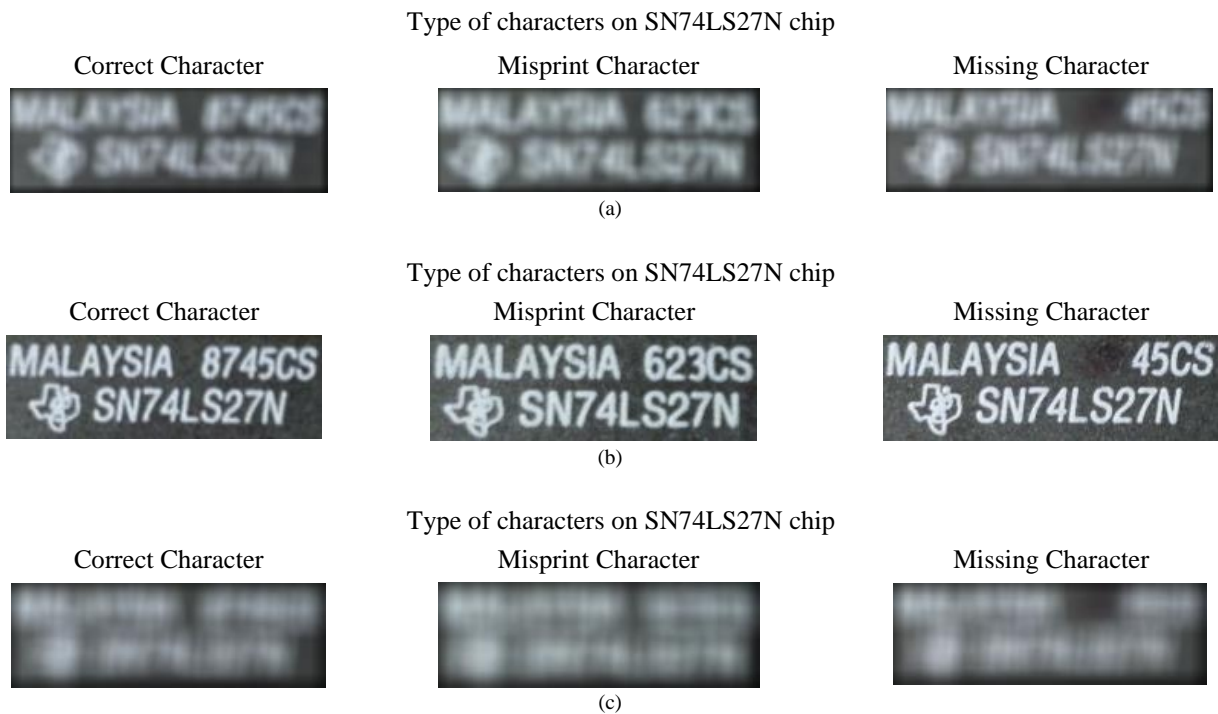 Type of characters on SN74LS27N chip
Correct Character Misprint Character Missing Character
MALAYSIA 8745CS MALAYSIA 623CS MALAYSIA 45CS
SN74LS27N SN74LS27N SN74LS27N
(a)
Type of characters on SN74LS27N chip
Correct Character Misprint Character Missing Character
MALAYSIA 8745CS MALAYSIA 623CS MALAYSIA 45CS
SN74LS27N SN74LS27N SN74LS27N
(b)
Type of characters on SN74LS27N chip
Correct Character Misprint Character Missing Character
(c)